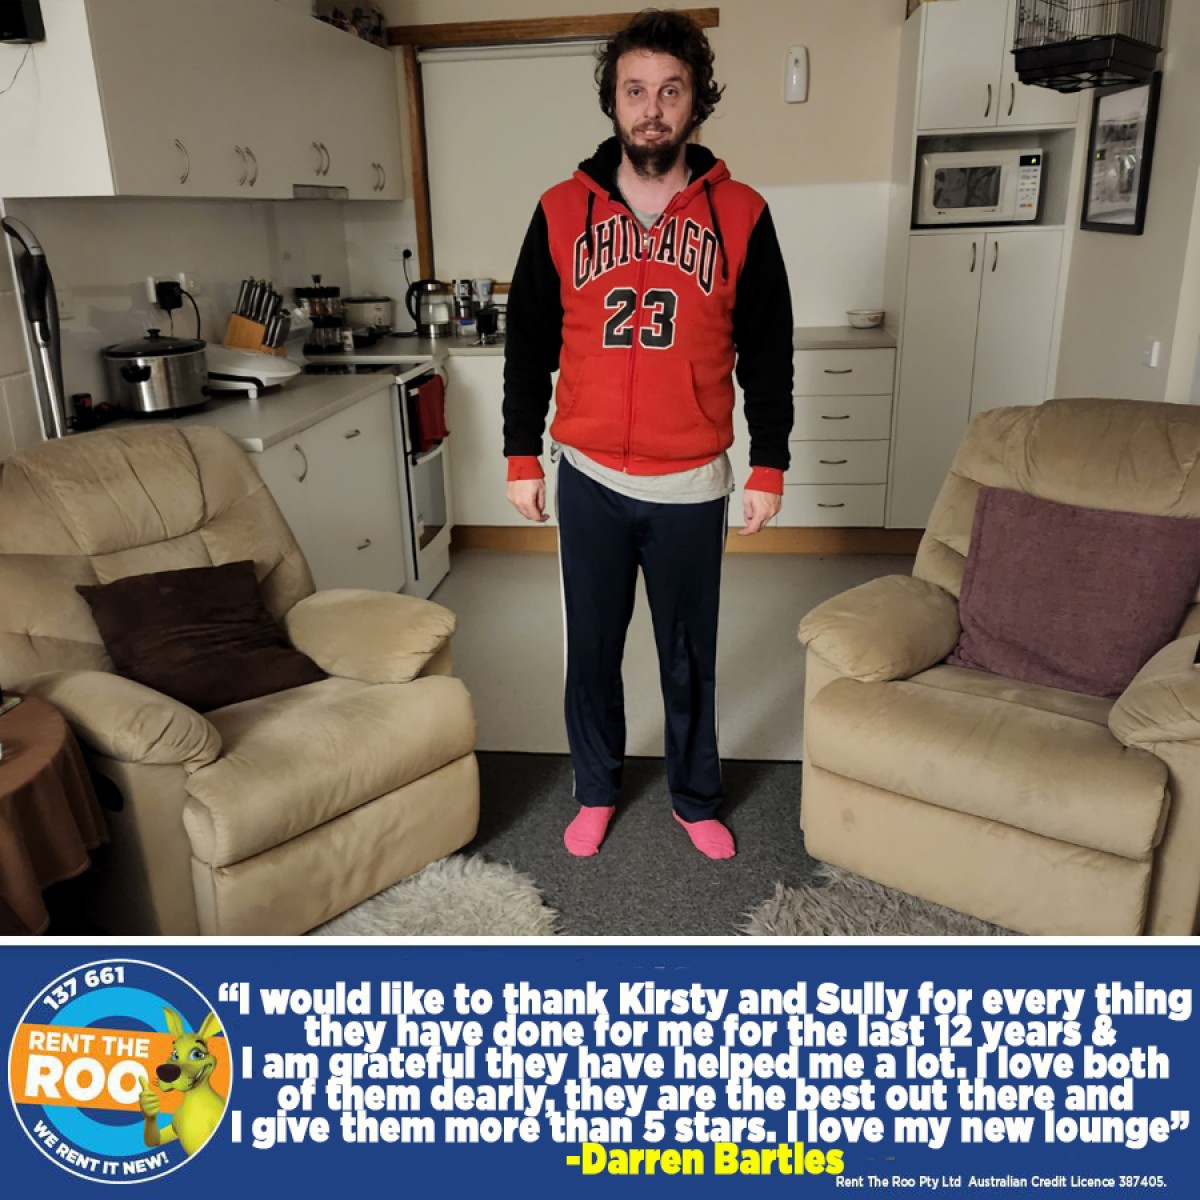 CHICAGO
23
137 661
RENT THE
ROO
WE RENT IT NEW!
“I would like to thank Kirsty and Sully for every thing
they have done for me for the last 12 years &
I am grateful they have helped me a lot. I love both
of them dearly, they are the best out there and
I give them more than 5 stars. I love my new lounge”
-Darren Bartles
Rent The Roo Pty Ltd Australian Credit Licence 387405.